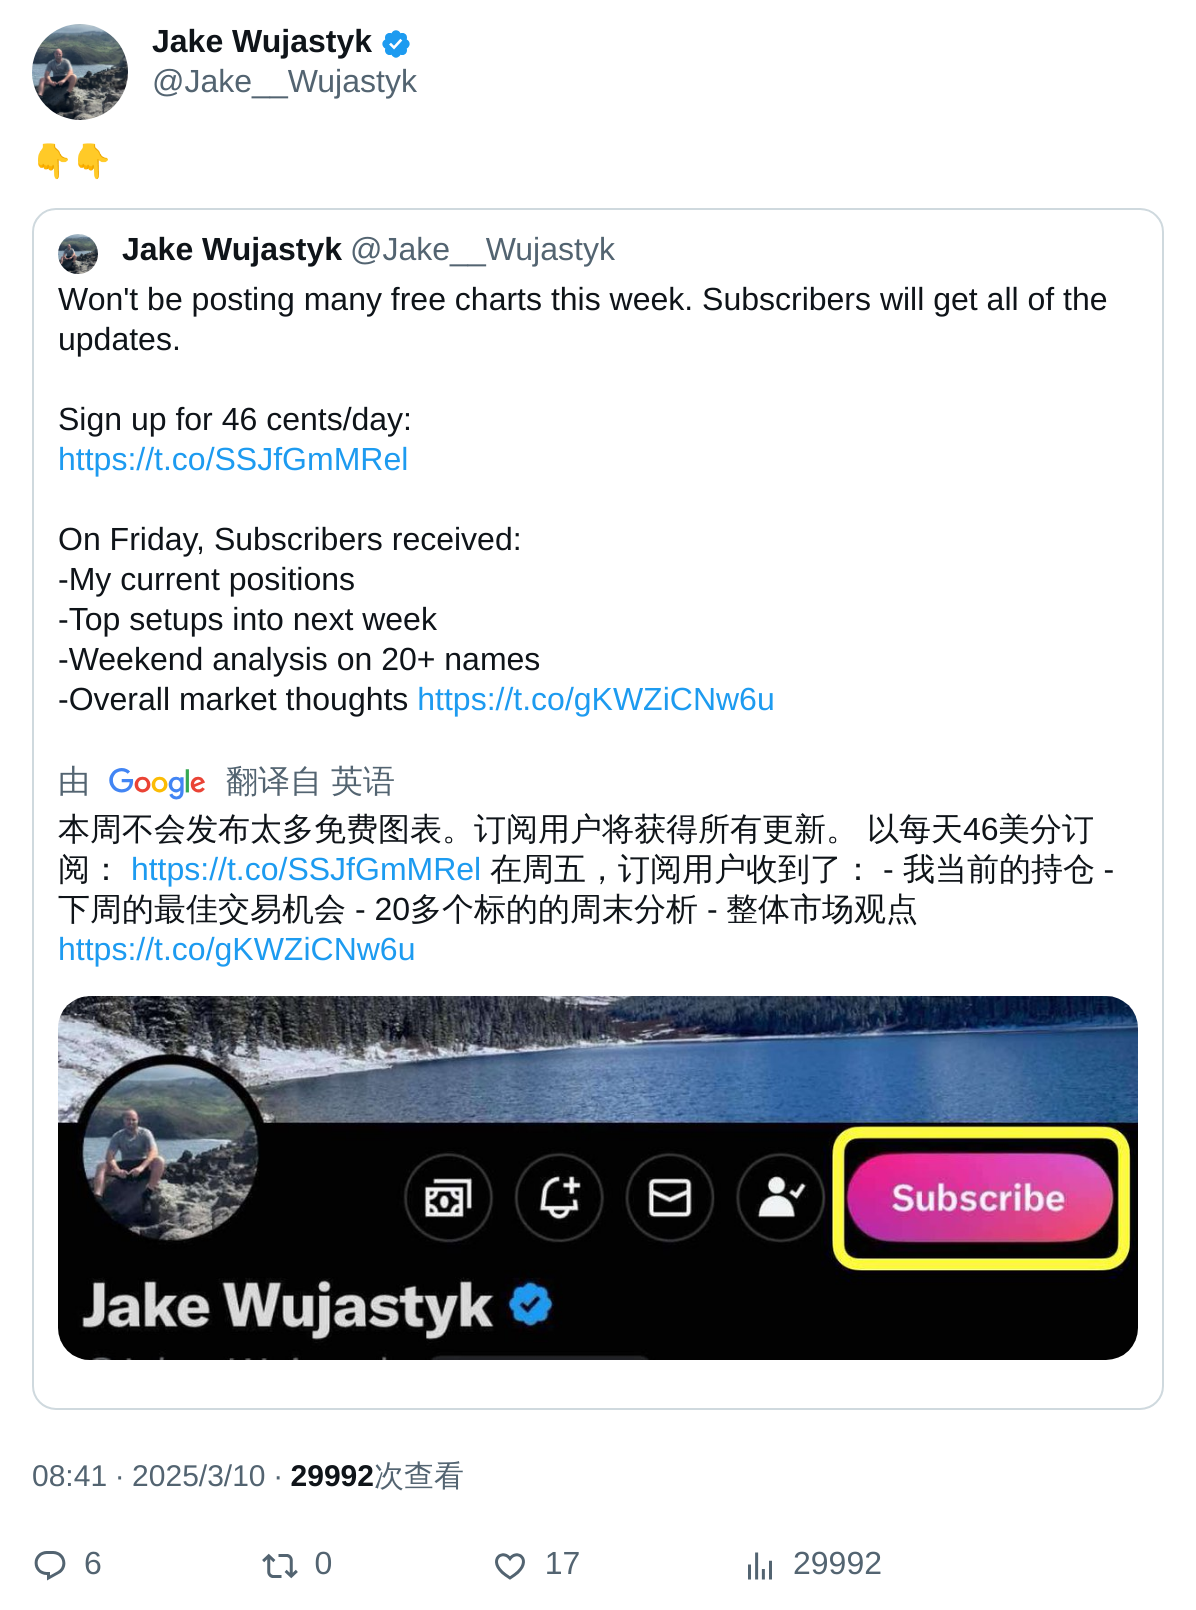 Jake Wujastyk
@Jake__Wujastyk
👇👇
Jake Wujastyk @Jake__Wujastyk
Won't be posting many free charts this week. Subscribers will get all of the
updates.
Sign up for 46 cents/day:
https://t.co/SSJfGmMRel
On Friday, Subscribers received:
-My current positions
-Top setups into next week
-Weekend analysis on 20+ names
-Overall market thoughts https://t.co/gKWZiCNw6u
由 Google 翻译自 英语
本周不会发布太多免费图表。订阅用户将获得所有更新。 以每天46美分订
阅： https://t.co/SSJfGmMRel 在周五，订阅用户收到了： - 我当前的持仓 -
下周的最佳交易机会 - 20多个标的的周末分析 - 整体市场观点
https://t.co/gKWZiCNw6u
Subscribe
Jake Wujastyk
08:41 · 2025/3/10 · 29992次查看
6 0 17 29992